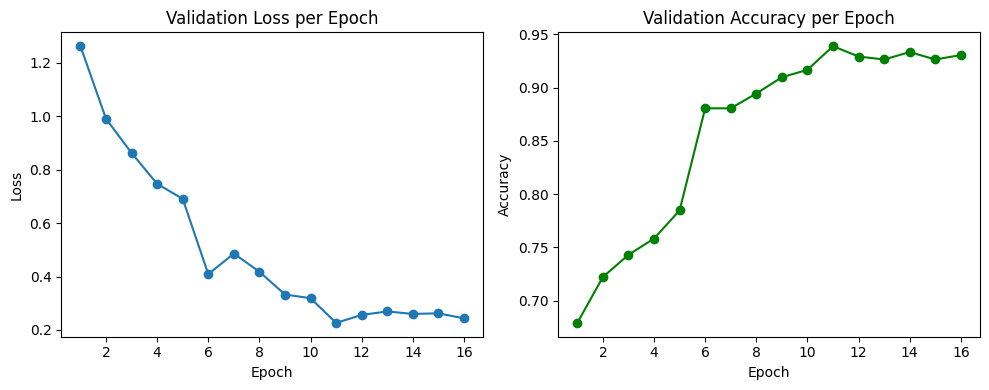 Validation Loss per Epoch
1.2
1.0
0.8
0.6
0.4
0.2
Loss
2 4 6 8 10 12 14 16
Epoch
Validation Accuracy per Epoch
0.95
0.90
0.85
0.80
0.75
0.70
Accuracy
2 4 6 8 10 12 14 16
Epoch